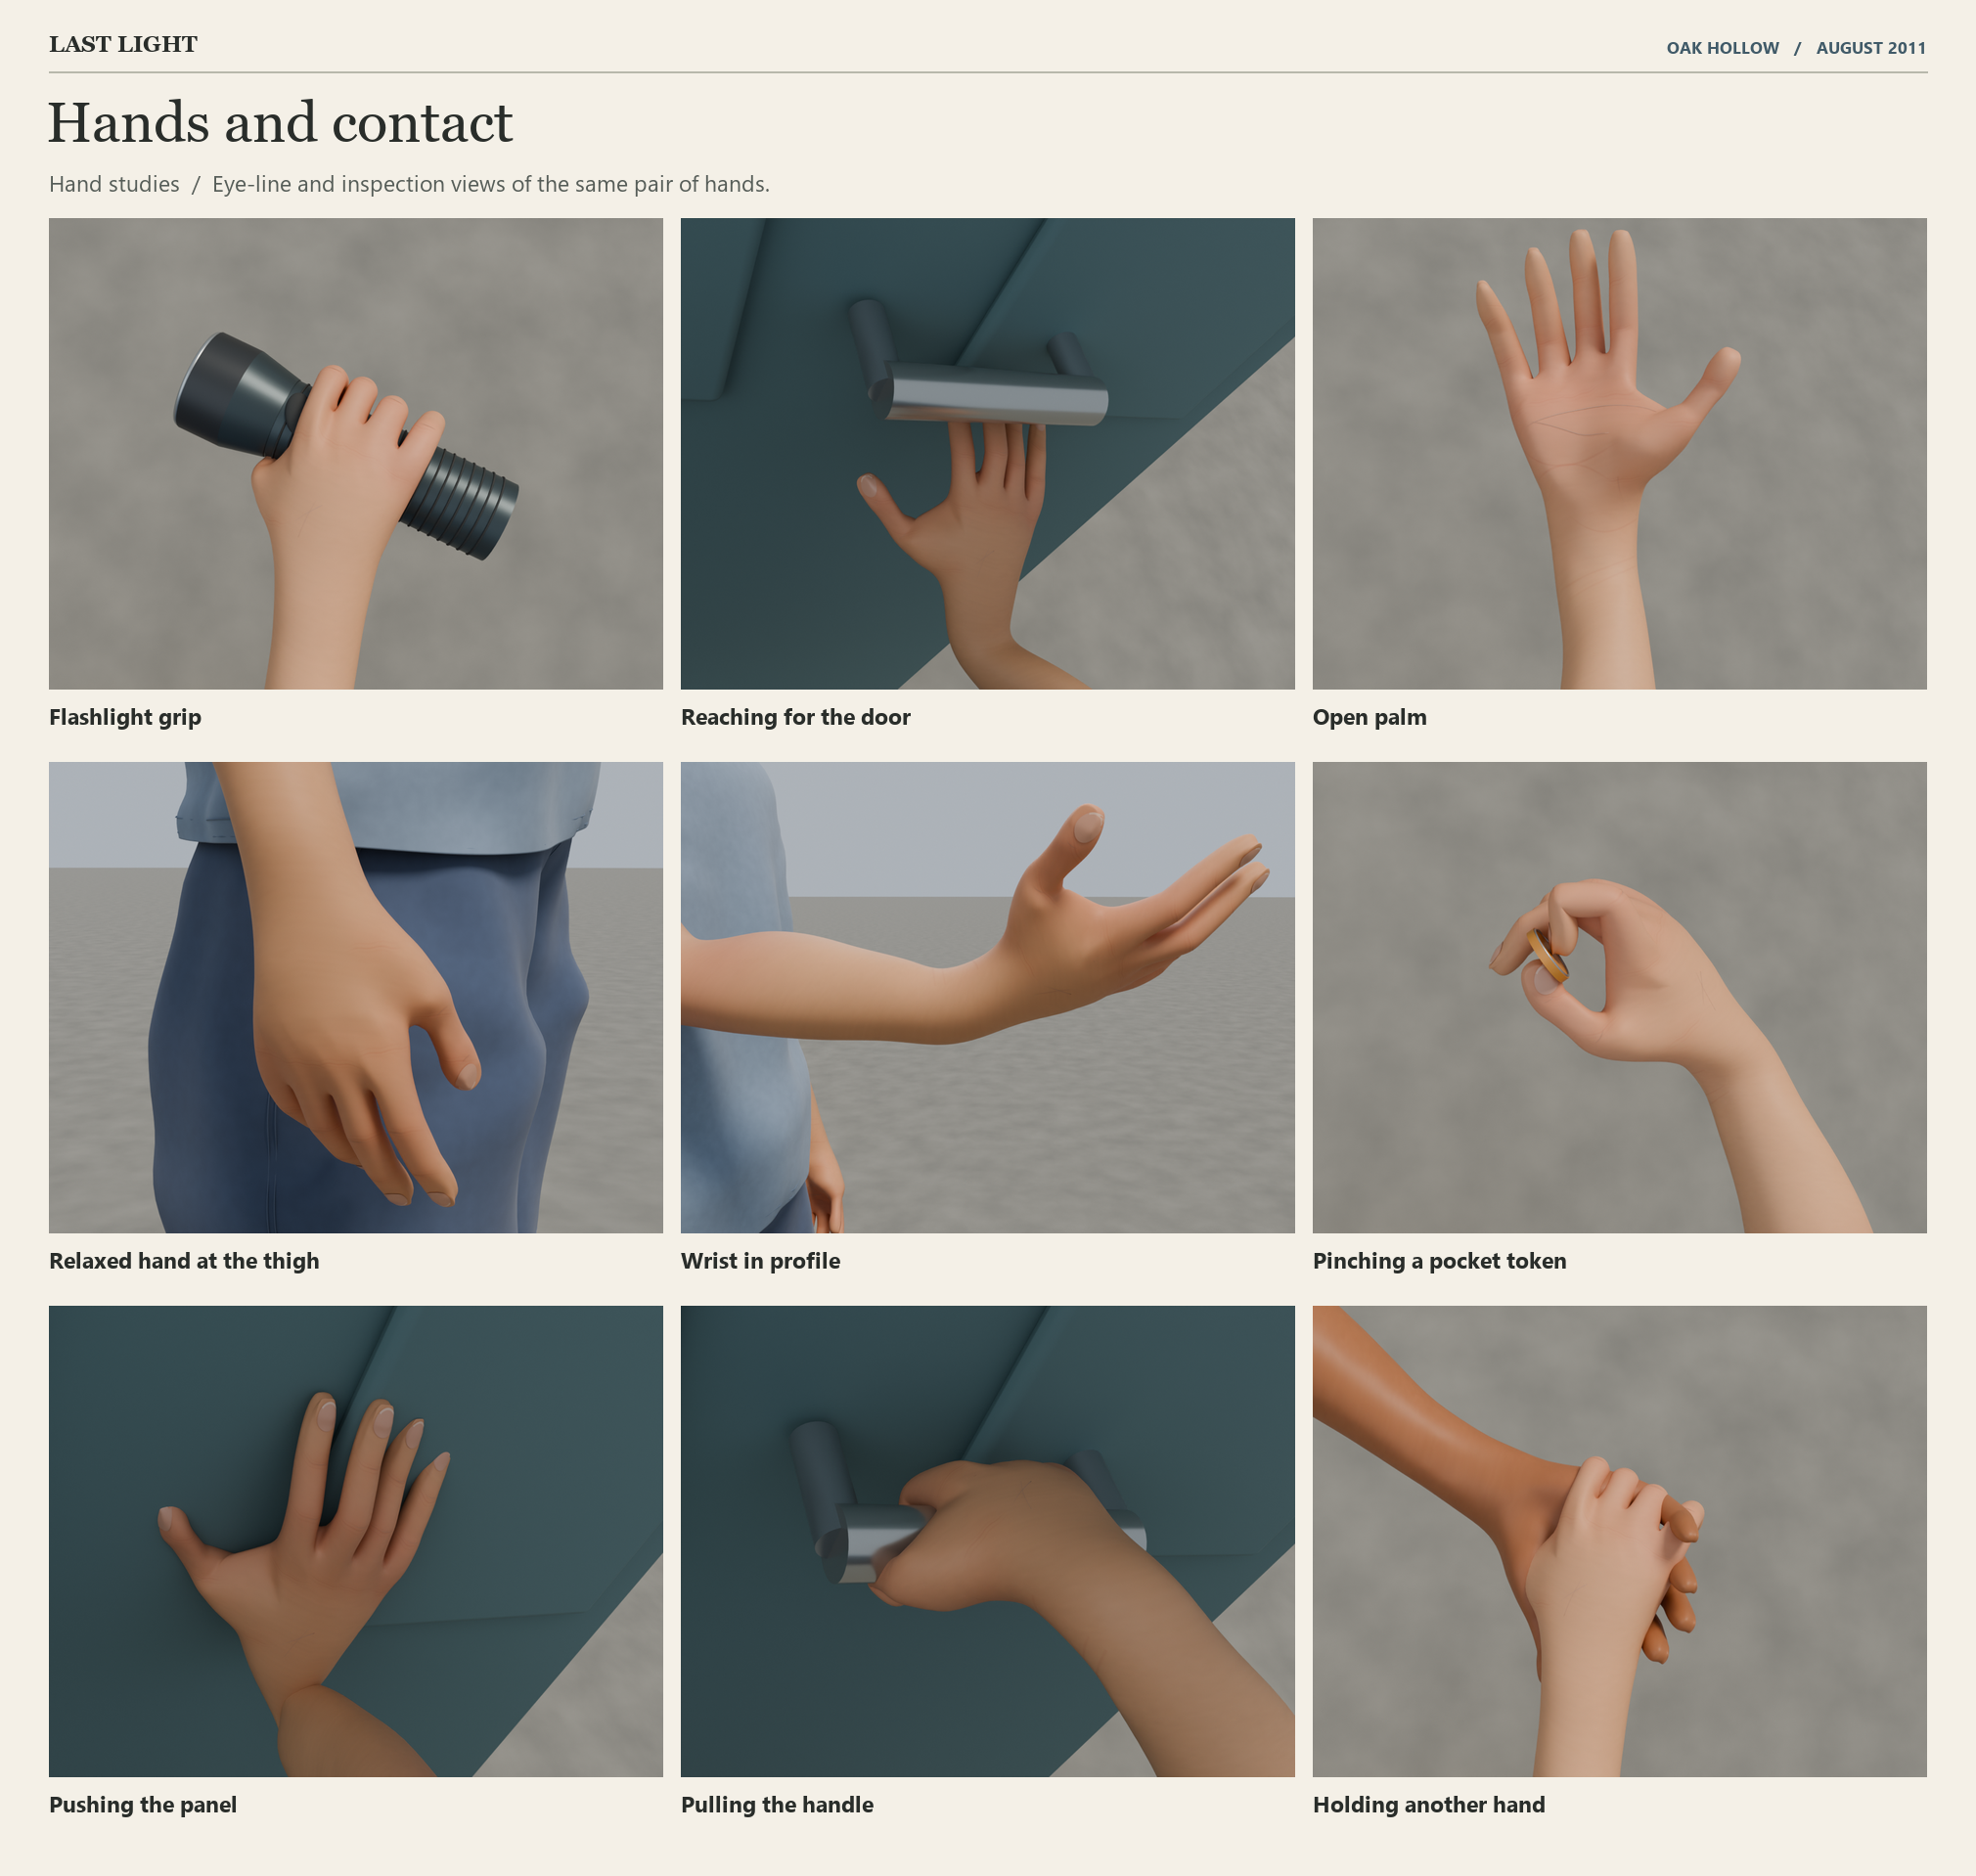 LAST LIGHT
OAK HOLLOW / AUGUST 2011
Hands and contact
Hand studies / Eye-line and inspection views of the same pair of hands.
Flashlight grip
Reaching for the door
Open palm
Relaxed hand at the thigh
Wrist in profile
Pinching a pocket token
Pushing the panel
Pulling the handle
Holding another hand